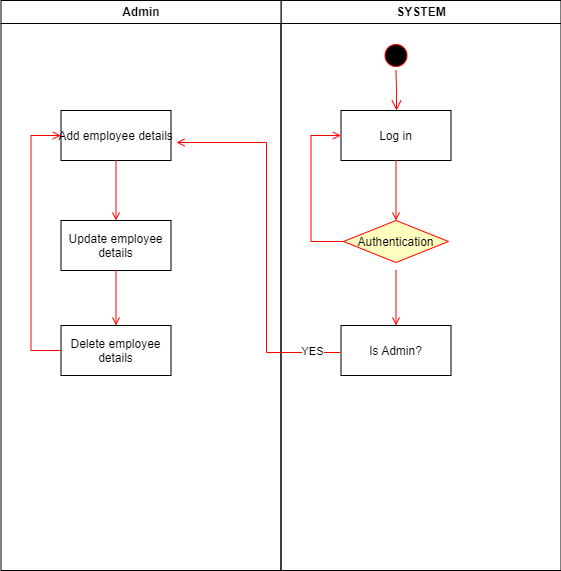 Admin
SYSTEM
Add employee details
Log in
Update employee
details
Authentication
Delete employee
details
YES
Is Admin?